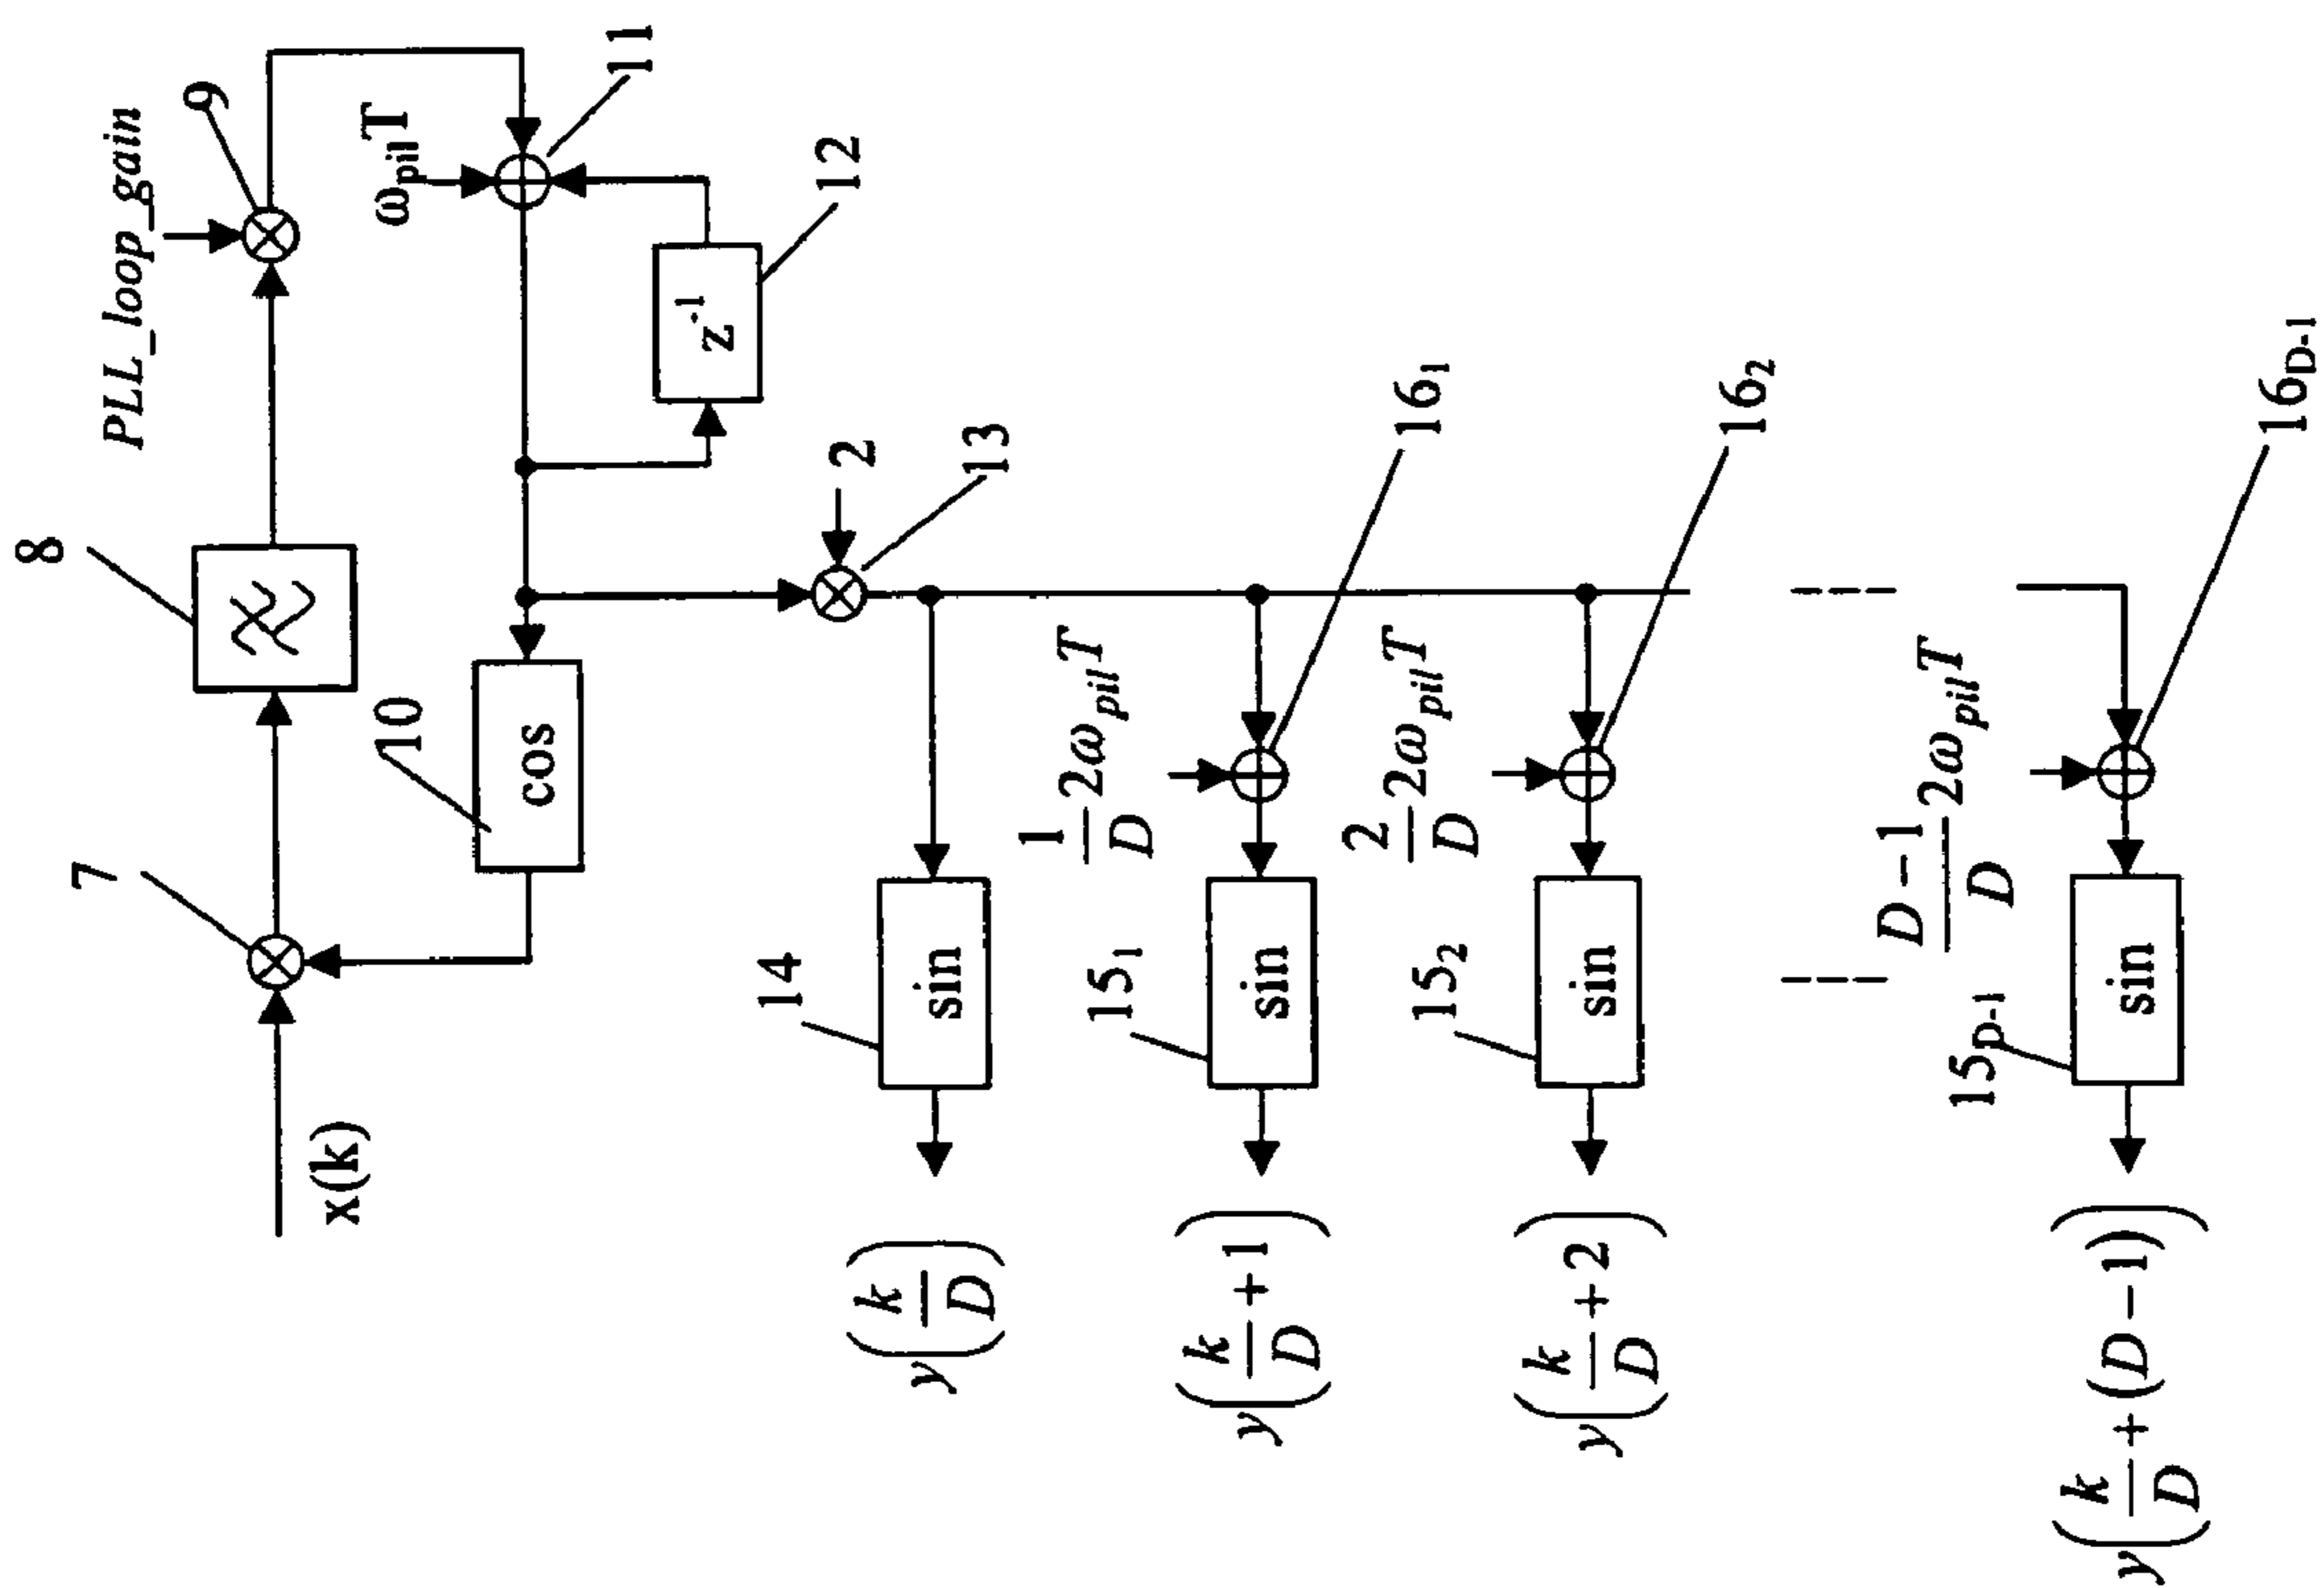 x(k)
7
8
PLL_loop_gain
9
10
cos
ω_pil T
11
z^-1
12
2
13
14
sin
y(k/D)
1/D 2ω_pil T
16_1
15_1
sin
y(k/D + 1)
2/D 2ω_pil T
16_2
15_2
sin
y(k/D + 2)
D-1/D 2ω_pil T
16_D-1
15_D-1
sin
y(k/D + (D-1))